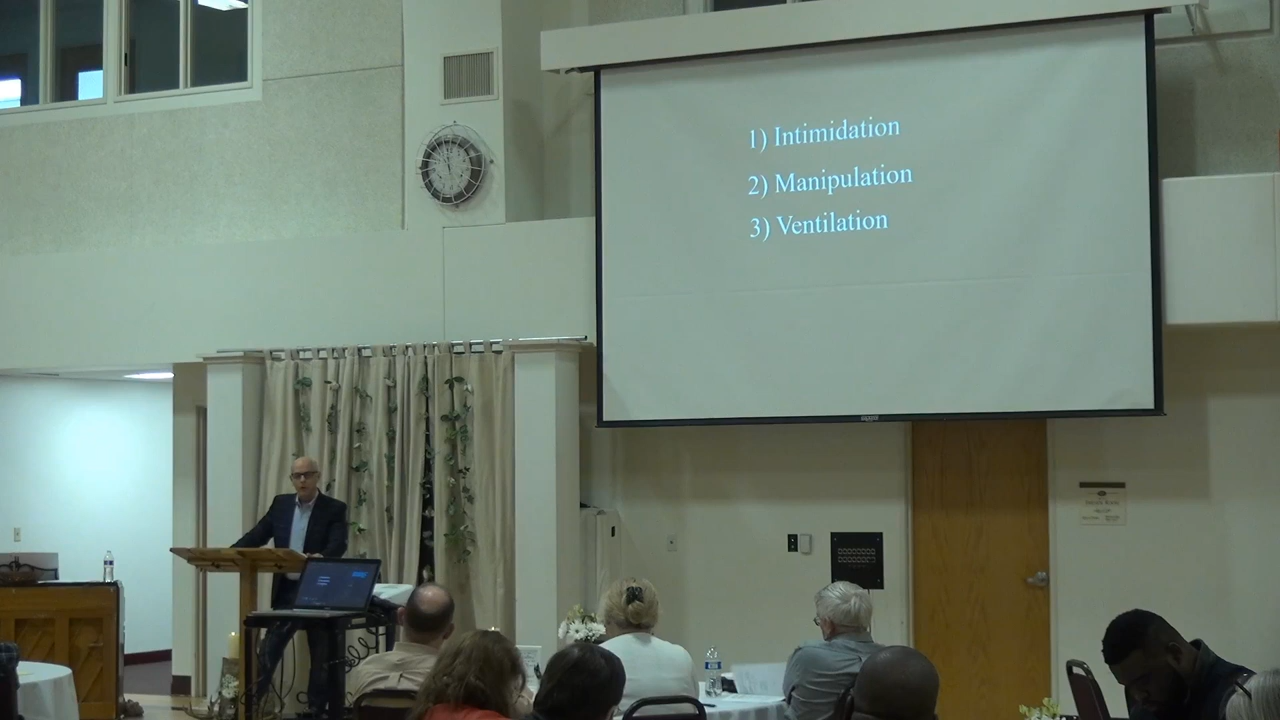 1) Intimidation
2) Manipulation
3) Ventilation